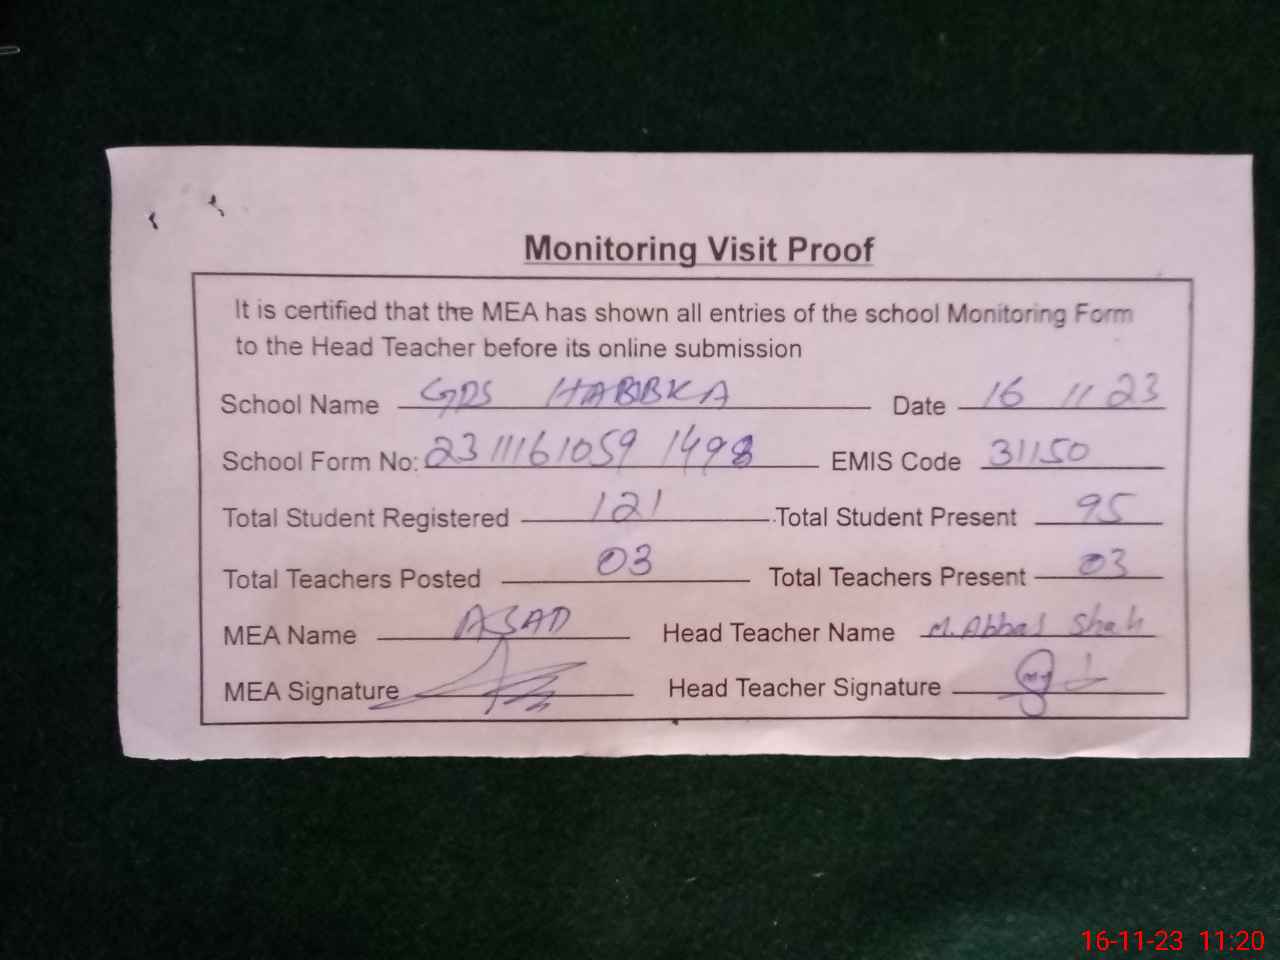 Monitoring Visit Proof
It is certified that the MEA has shown all entries of the school Monitoring Form
to the Head Teacher before its online submission
School Name GPS HABIBKA Date 16 11 23
School Form No: 2311161059 1498 EMIS Code 31150
Total Student Registered 121 Total Student Present 95
Total Teachers Posted 03 Total Teachers Present 03
MEA Name ASAD Head Teacher Name M. Abbas Shah
MEA Signature Head Teacher Signature
16-11-23 11:20